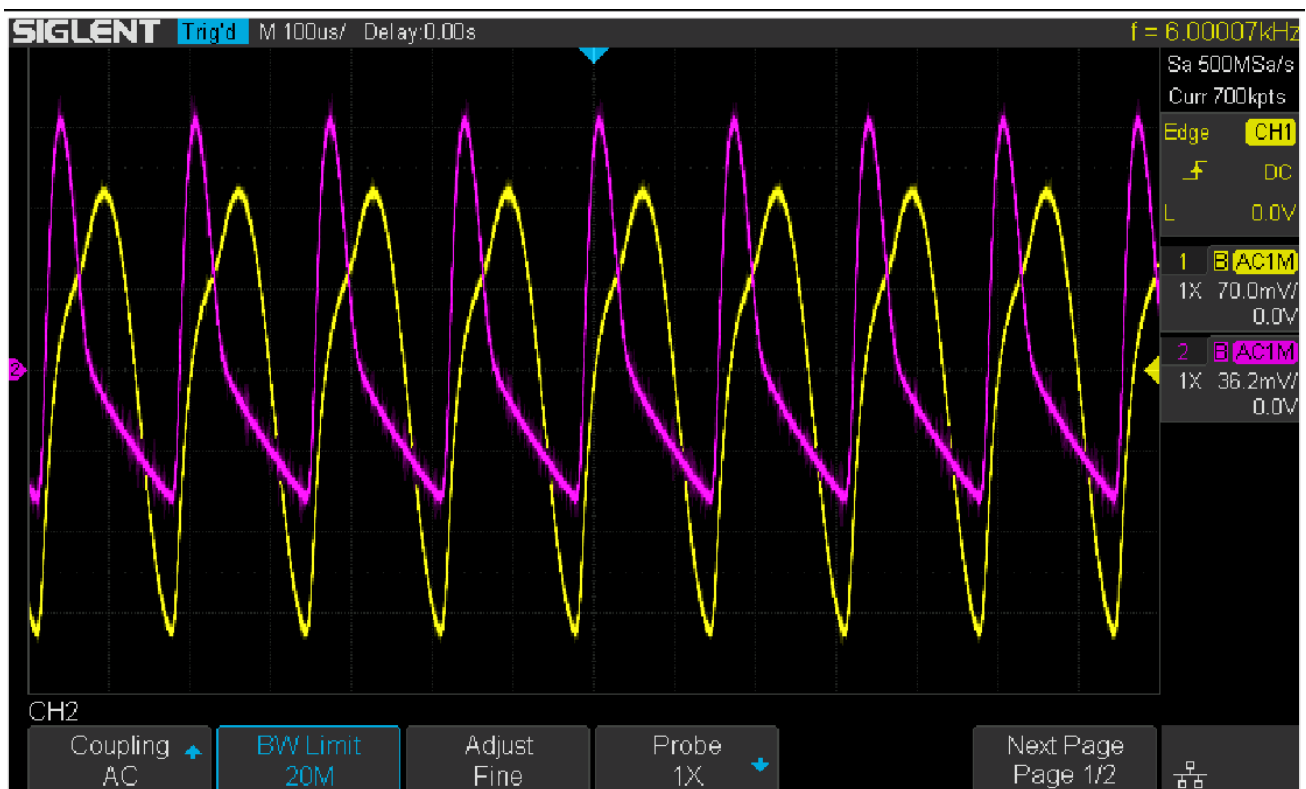 SIGLENT Trig'd M 100us/ Delay:0.00s f = 6.00007kHz
Sa 500MSa/s
Curr 700kpts
Edge CH1
DC
L 0.0V
1 B AC1M
1X 70.0mV/
0.0V
2
2 B AC1M
1X 36.2mV/
0.0V
CH2
Coupling
AC
BW Limit
20M
Adjust
Fine
Probe
1X
Next Page
Page 1/2